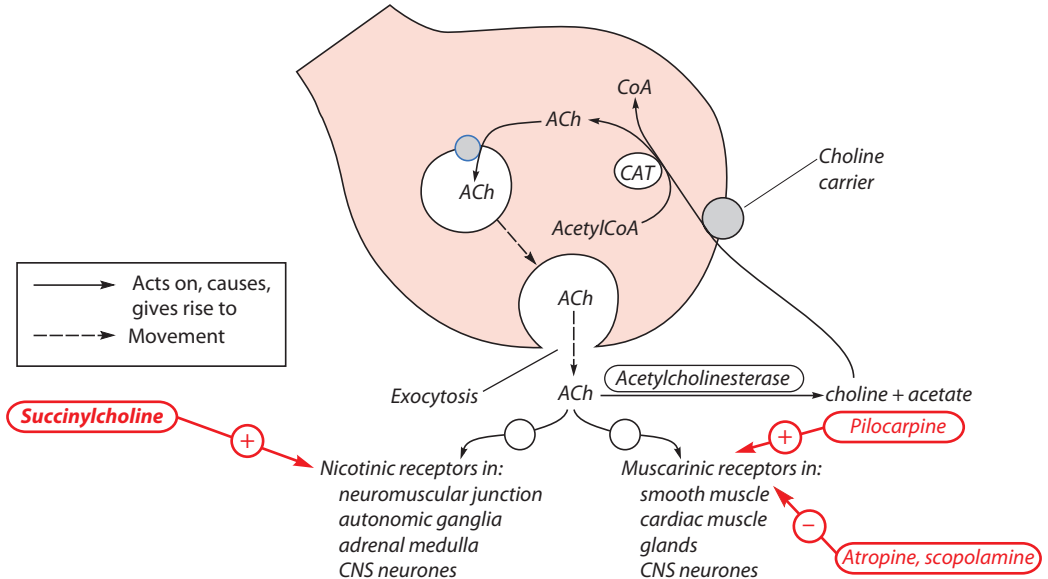 CoA
ACh
CAT
Choline
carrier
ACh
AcetylCoA
Acts on, causes,
gives rise to
Movement
ACh
Exocytosis
ACh
Acetylcholinesterase
choline + acetate
Succinylcholine
+
Pilocarpine
+
Nicotinic receptors in:
neuromuscular junction
autonomic ganglia
adrenal medulla
CNS neurones
Muscarinic receptors in:
smooth muscle
cardiac muscle
glands
CNS neurones
−
Atropine, scopolamine